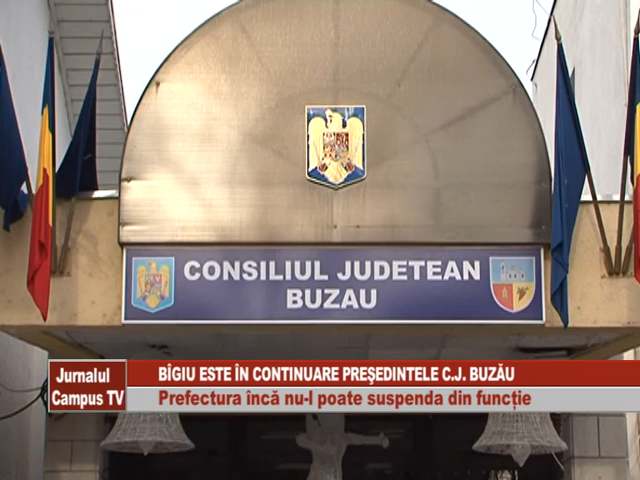 CONSILIUL JUDETEAN
BUZAU
Jurnalul
Campus TV
BÎGIU ESTE ÎN CONTINUARE PREŞEDINTELE C.J. BUZĂU
Prefectura încă nu-l poate suspenda din funcție